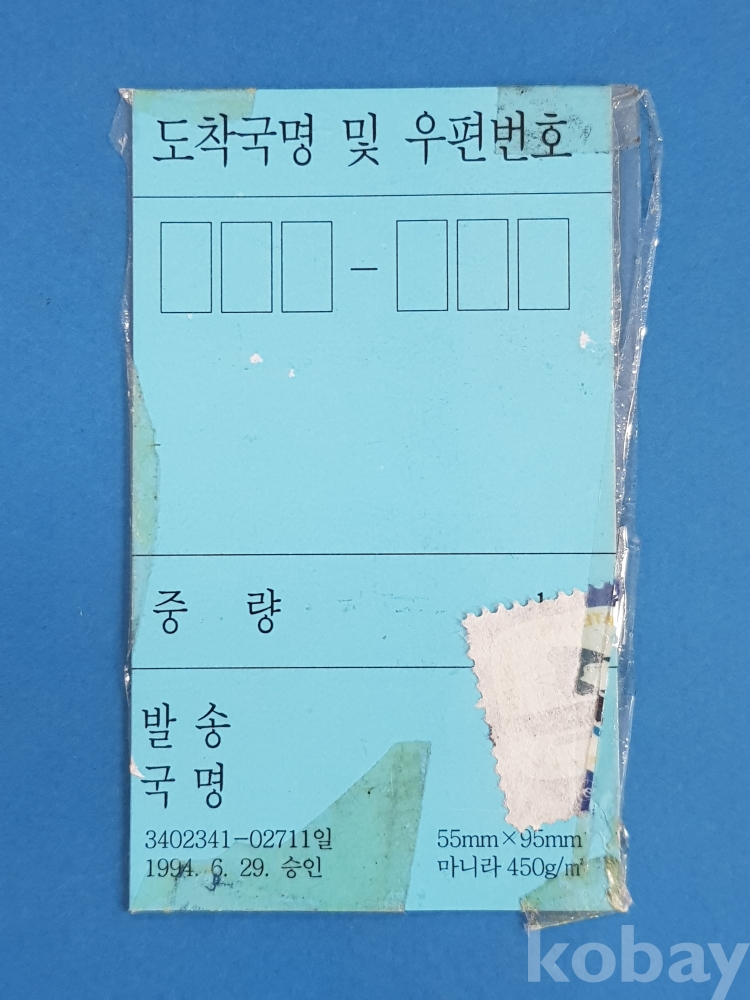 도착국명 및 우편번호
—
중 량
발 송
국 명
3402341-02711일
1994. 6. 29. 승인
55mm×95mm
마니라 450g/㎡
kobay